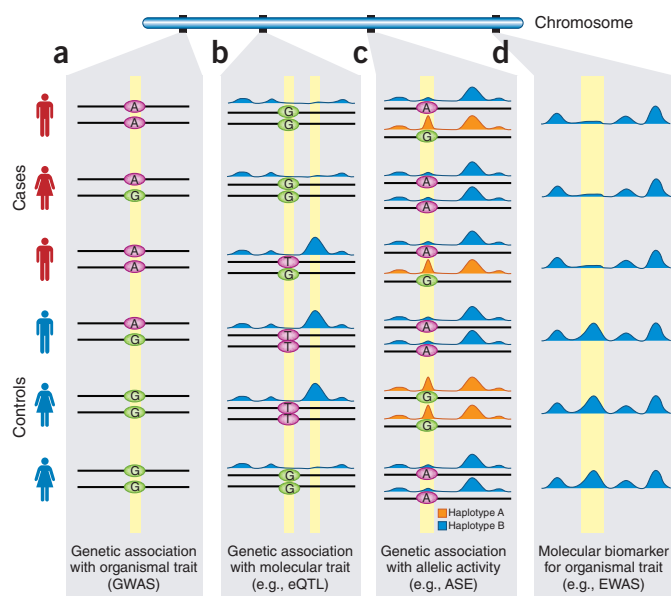 Chromosome
a b c d
Cases
Controls
A A G A
A G G G
A G A
G G A
A T A
A G G
A T A
G T A
G T G
G T G
G G A
G G A
Haplotype A
Haplotype B
Genetic association
with organismal trait
(GWAS)
Genetic association
with molecular trait
(e.g., eQTL)
Genetic association
with allelic activity
(e.g., ASE)
Molecular biomarker
for organismal trait
(e.g., EWAS)